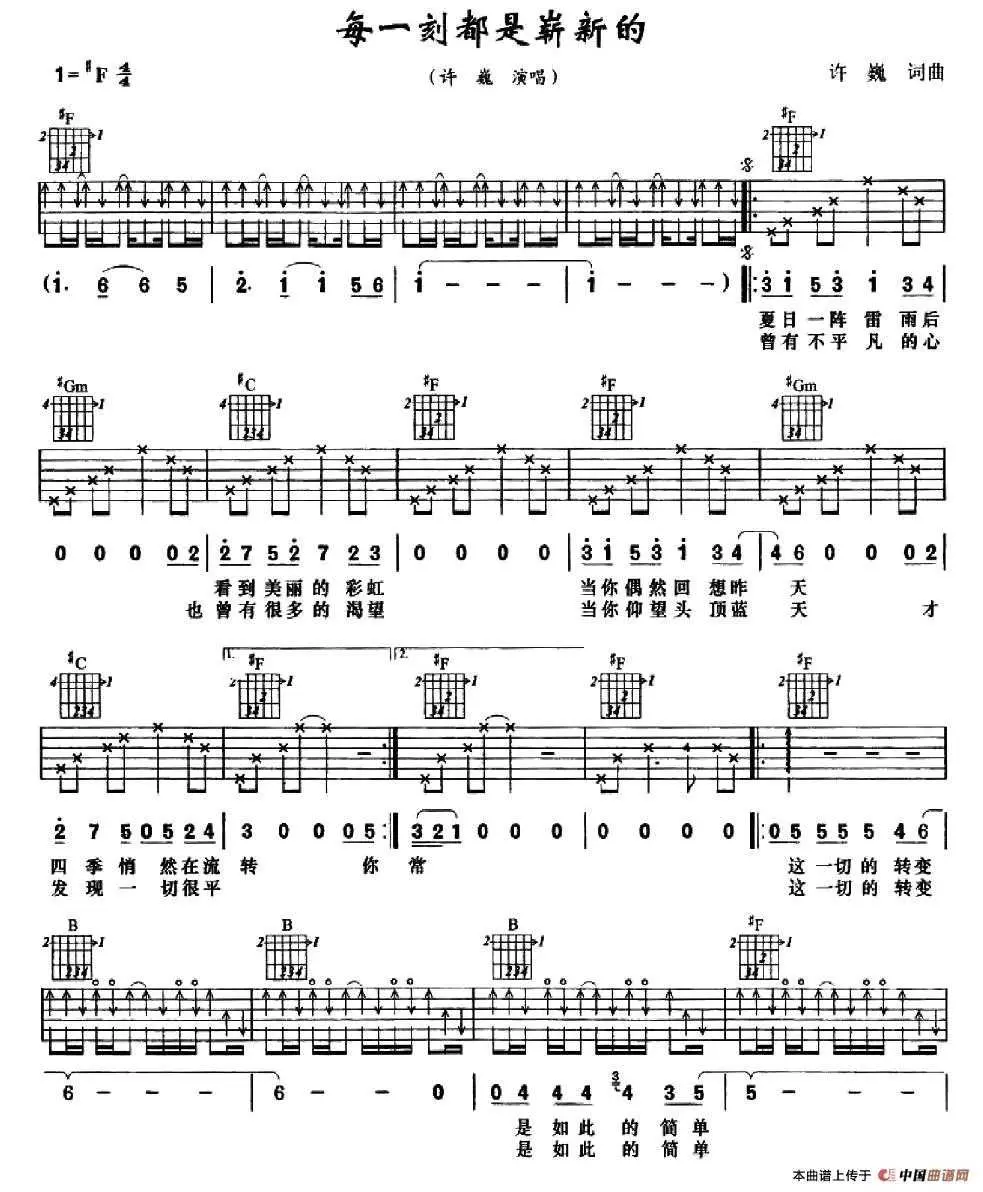 每一刻都是崭新的
1=♯F 4/4 （许 巍 演唱） 许 巍 词曲
♯F ♯F
(1̇. 6 6 5 | 2̇. 1̇ 1̇ 5 6 | 1̇ - - - | 1̇ - - - ) ‖: 3̇ 1̇ 5 3̇ 1̇ 3 4 |
夏日一阵 雷 雨后
曾有不平 凡 的心
♯Gm ♯C ♯F ♯F ♯Gm
0 0 0 0 2 | 2̇ 7 5 2̇ 7 2 3 | 0 0 0 0 | 3̇ 1̇ 5 3̇ 1̇ 3 4 | 4 6 0 0 0 2 |
看到美丽的 彩虹 当你偶然回 想昨 天
也 曾有很多的 渴望 当你仰望头 顶蓝 天 才
♯C 1. ♯F 2. ♯F ♯F ♯F
2̇ 7 5 0 5 2 4 | 3 0 0 0 5 :‖ 3 2 1 0 0 0 | 0 0 0 0 ‖: 0 5 5 5 5 4 6 |
四 季 悄 然在流 转 你 常 这一切的 转变
发 现 一 切很平 这一切的 转变
B B B ♯F
6 - - - | 6 - - 0 | 0 4 4 4 4 3 5 | 5 - - - |
是 如此 的 简 单
是 如此 的 简 单
本曲谱上传于 中国曲谱网